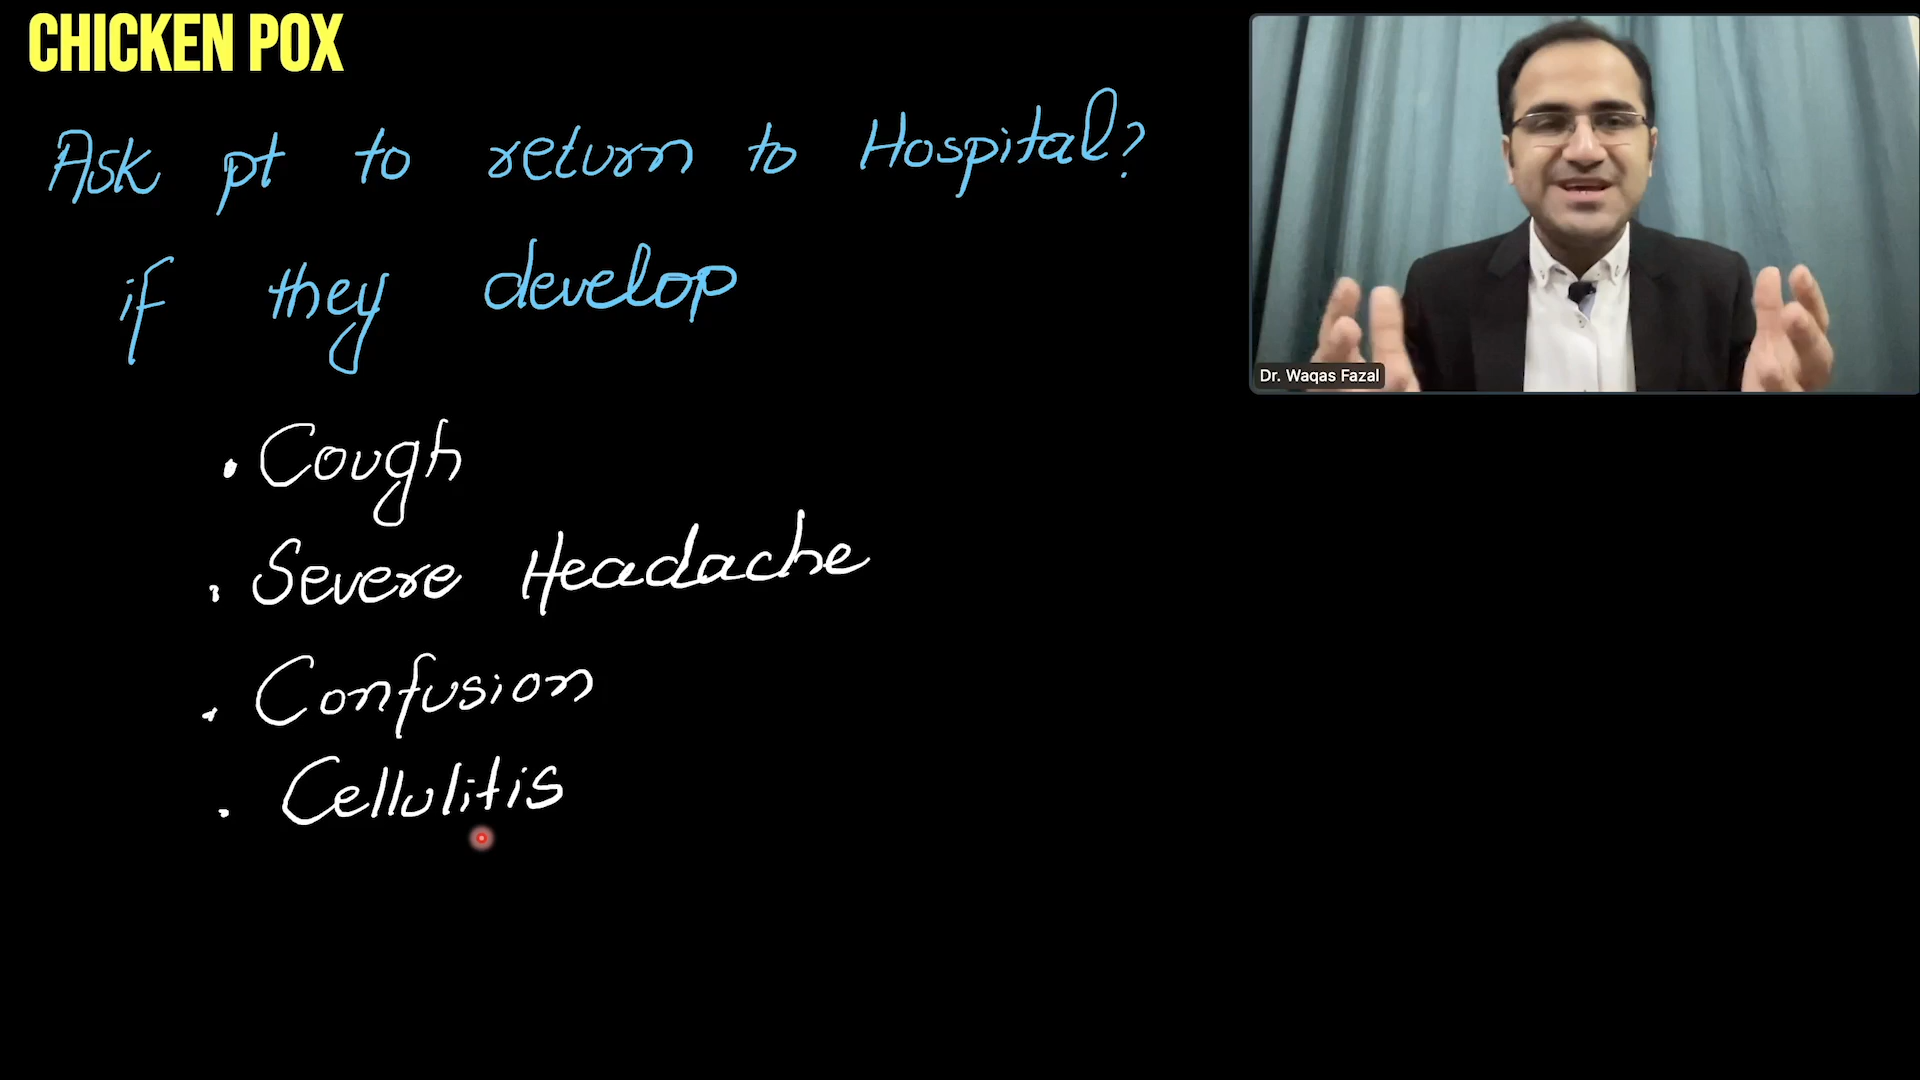 CHICKEN POX
Ask pt to return to Hospital?
if they develop
. Cough
. Severe Headache
. Confusion
. Cellulitis
Dr. Waqas Fazal